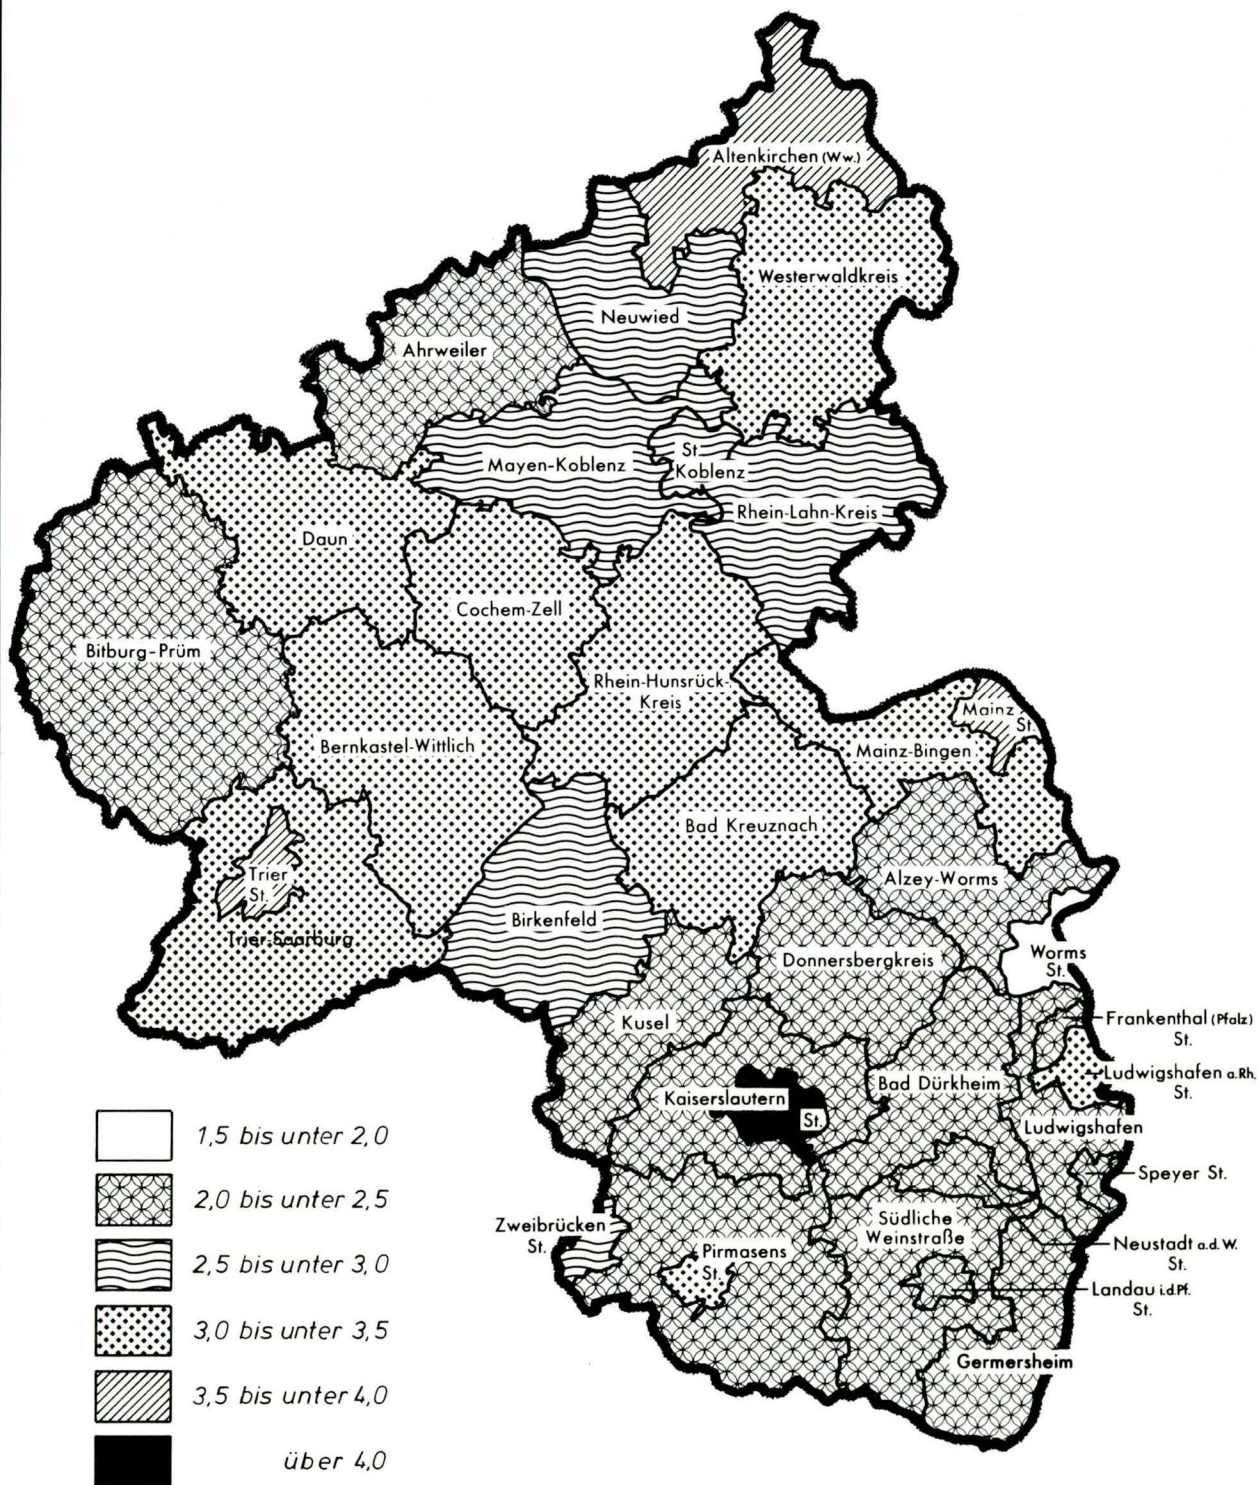 Altenkirchen (Ww.)
Westerwaldkreis
Neuwied
Ahrweiler
St.
Koblenz
Mayen-Koblenz
Rhein-Lahn-Kreis
Daun
Cochem-Zell
Bitburg-Prüm
Rhein-Hunsrück-
Kreis
Mainz
St.
Bernkastel-Wittlich
Mainz-Bingen
Bad Kreuznach
Trier
St.
Alzey-Worms
Birkenfeld
Trier-Saarburg
Worms
St.
Donnersbergkreis
Kusel
Frankenthal (Pfalz)
St.
Ludwigshafen a.Rh.
St.
Bad Dürkheim
Kaiserslautern
St.
Ludwigshafen
Speyer St.
Zweibrücken
St.
Südliche
Weinstraße
Pirmasens
St.
Neustadt a.d.W.
St.
Landau i.d.Pf.
St.
Germersheim
1,5 bis unter 2,0
2,0 bis unter 2,5
2,5 bis unter 3,0
3,0 bis unter 3,5
3,5 bis unter 4,0
über 4,0